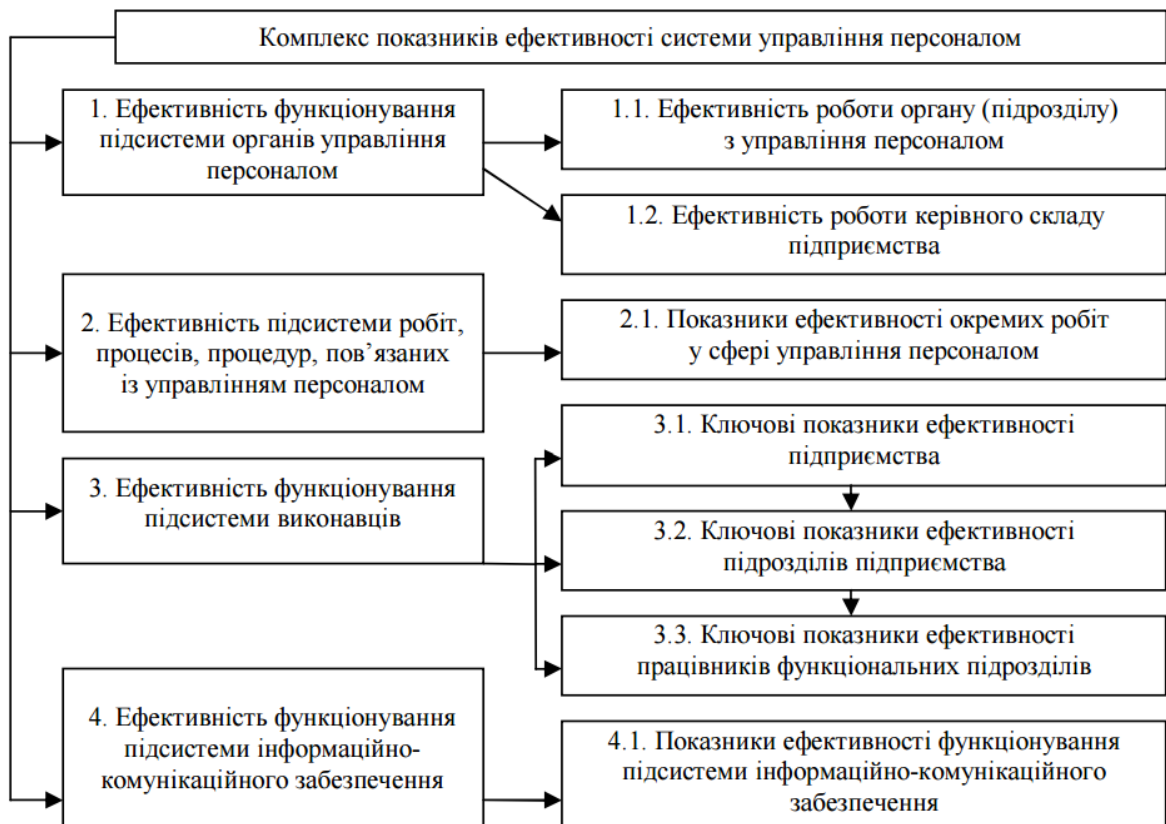 Комплекс показників ефективності системи управління персоналом
1. Ефективність функціонування
підсистеми органів управління
персоналом
1.1. Ефективність роботи органу (підрозділу)
з управління персоналом
1.2. Ефективність роботи керівного складу
підприємства
2. Ефективність підсистеми робіт,
процесів, процедур, пов’язаних
із управлінням персоналом
2.1. Показники ефективності окремих робіт
у сфері управління персоналом
3. Ефективність функціонування
підсистеми виконавців
3.1. Ключові показники ефективності
підприємства
3.2. Ключові показники ефективності
підрозділів підприємства
3.3. Ключові показники ефективності
працівників функціональних підрозділів
4. Ефективність функціонування
підсистеми інформаційно-
комунікаційного забезпечення
4.1. Показники ефективності функціонування
підсистеми інформаційно-комунікаційного
забезпечення